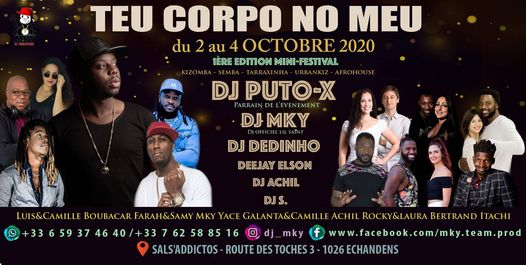 TEU CORPO NO MEU
du 2 au 4 OCTOBRE 2020
1ÈRE EDITION MINI-FESTIVAL
KIZOMBA - SEMBA - TARRAXINHA - URBANKIZ - AFROHOUSE
DJ PUTO-X
PARRAIN DE L'EVENEMENT
DJ MKY
DJ OFFICIEL LIL SAINT
DJ DEDINHO
DEEJAY ELSON
DJ ACHIL
DJ S.
LUIS&CAMILLE BOUBACAR FARAH&SAMY MKY YACE GALANTA&CAMILLE ACHIL ROCKY&LAURA BERTRAND ITACHI
+33 6 59 37 46 40 / +33 7 62 58 85 16 dj_mky www.facebook.com/mky.team.prod
SALS'ADDICTOS - ROUTE DES TOCHES 3 - 1026 ECHANDENS